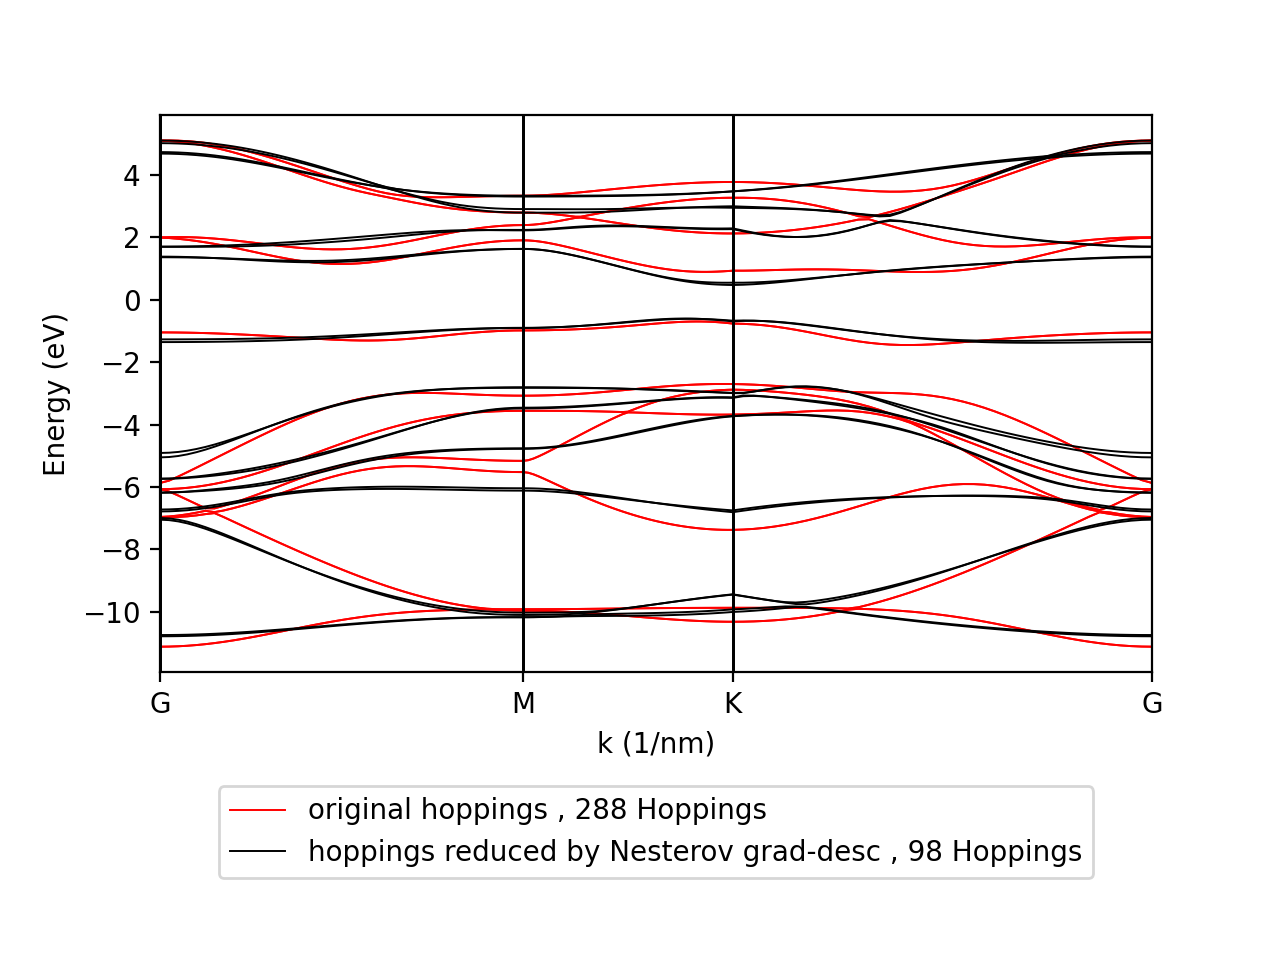 4
2
0
−2
−4
−6
−8
−10
Energy (eV)
G M K G
k (1/nm)
original hoppings , 288 Hoppings
hoppings reduced by Nesterov grad-desc , 98 Hoppings